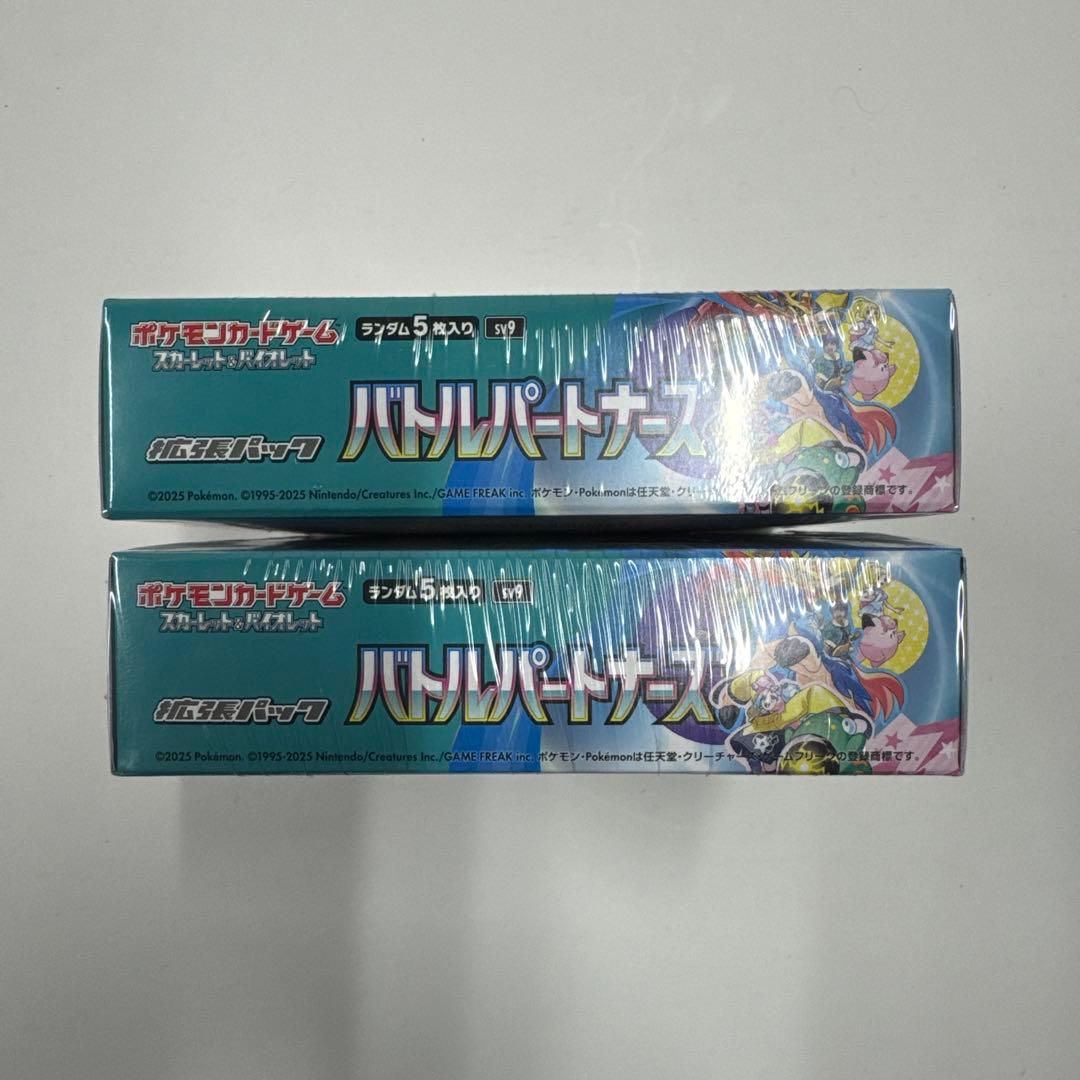 ポケモンカードゲーム
スカーレット&バイオレット
ランダム5枚入り sv9
拡張パック
バトルパートナーズ
©2025 Pokémon. ©1995-2025 Nintendo/Creatures Inc./GAME FREAK inc. ポケモン・Pokémonは任天堂・クリ ームフリークの登録商標です。
ポケモンカードゲーム
スカーレット&バイオレット
ランダム5枚入り sv9
拡張パック
バトルパートナーズ
©2025 Pokémon. ©1995-2025 Nintendo/Creatures Inc./GAME FREAK inc. ポケモン・Pokémonは任天堂・クリーチャーズ・ゲームフリークの登録商標です。